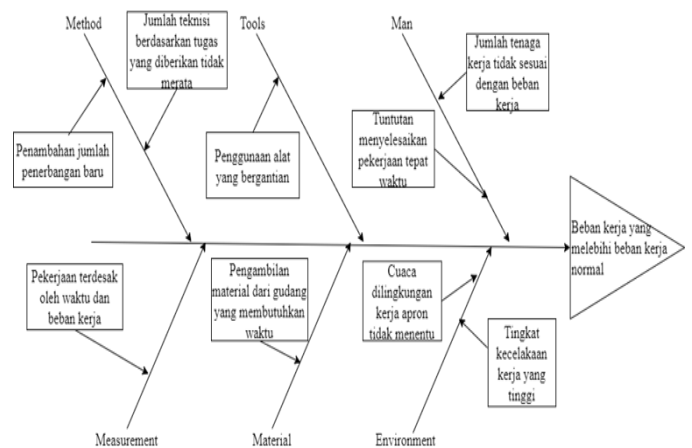 Method
Jumlah teknisi
berdasarkan tugas
yang diberikan tidak
merata
Tools
Man
Jumlah tenaga
kerja tidak sesuai
dengan beban
kerja
Penambahan jumlah
penerbangan baru
Penggunaan alat
yang bergantian
Tuntutan
menyelesaikan
pekerjaan tepat
waktu
Beban kerja yang
melebihi beban kerja
normal
Pekerjaan terdesak
oleh waktu dan
beban kerja
Pengambilan
material dari gudang
yang membutuhkan
waktu
Cuaca
dilingkungan
kerja apron
tidak menentu
Tingkat
kecelakaan
kerja yang
tinggi
Measurement
Material
Environment